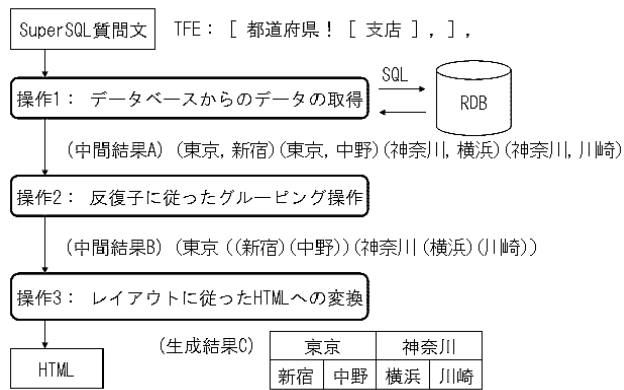 SuperSQL質問文 TFE： [ 都道府県！ [ 支店 ] , ] ,
SQL
操作1： データベースからのデータの取得
RDB
(中間結果A) (東京, 新宿) (東京, 中野) (神奈川, 横浜) (神奈川, 川崎)
操作2： 反復子に従ったグルーピング操作
(中間結果B) (東京 ((新宿) (中野)) (神奈川 (横浜) (川崎))
操作3： レイアウトに従ったHTMLへの変換
(生成結果C) 東京 神奈川
新宿 中野 横浜 川崎
HTML